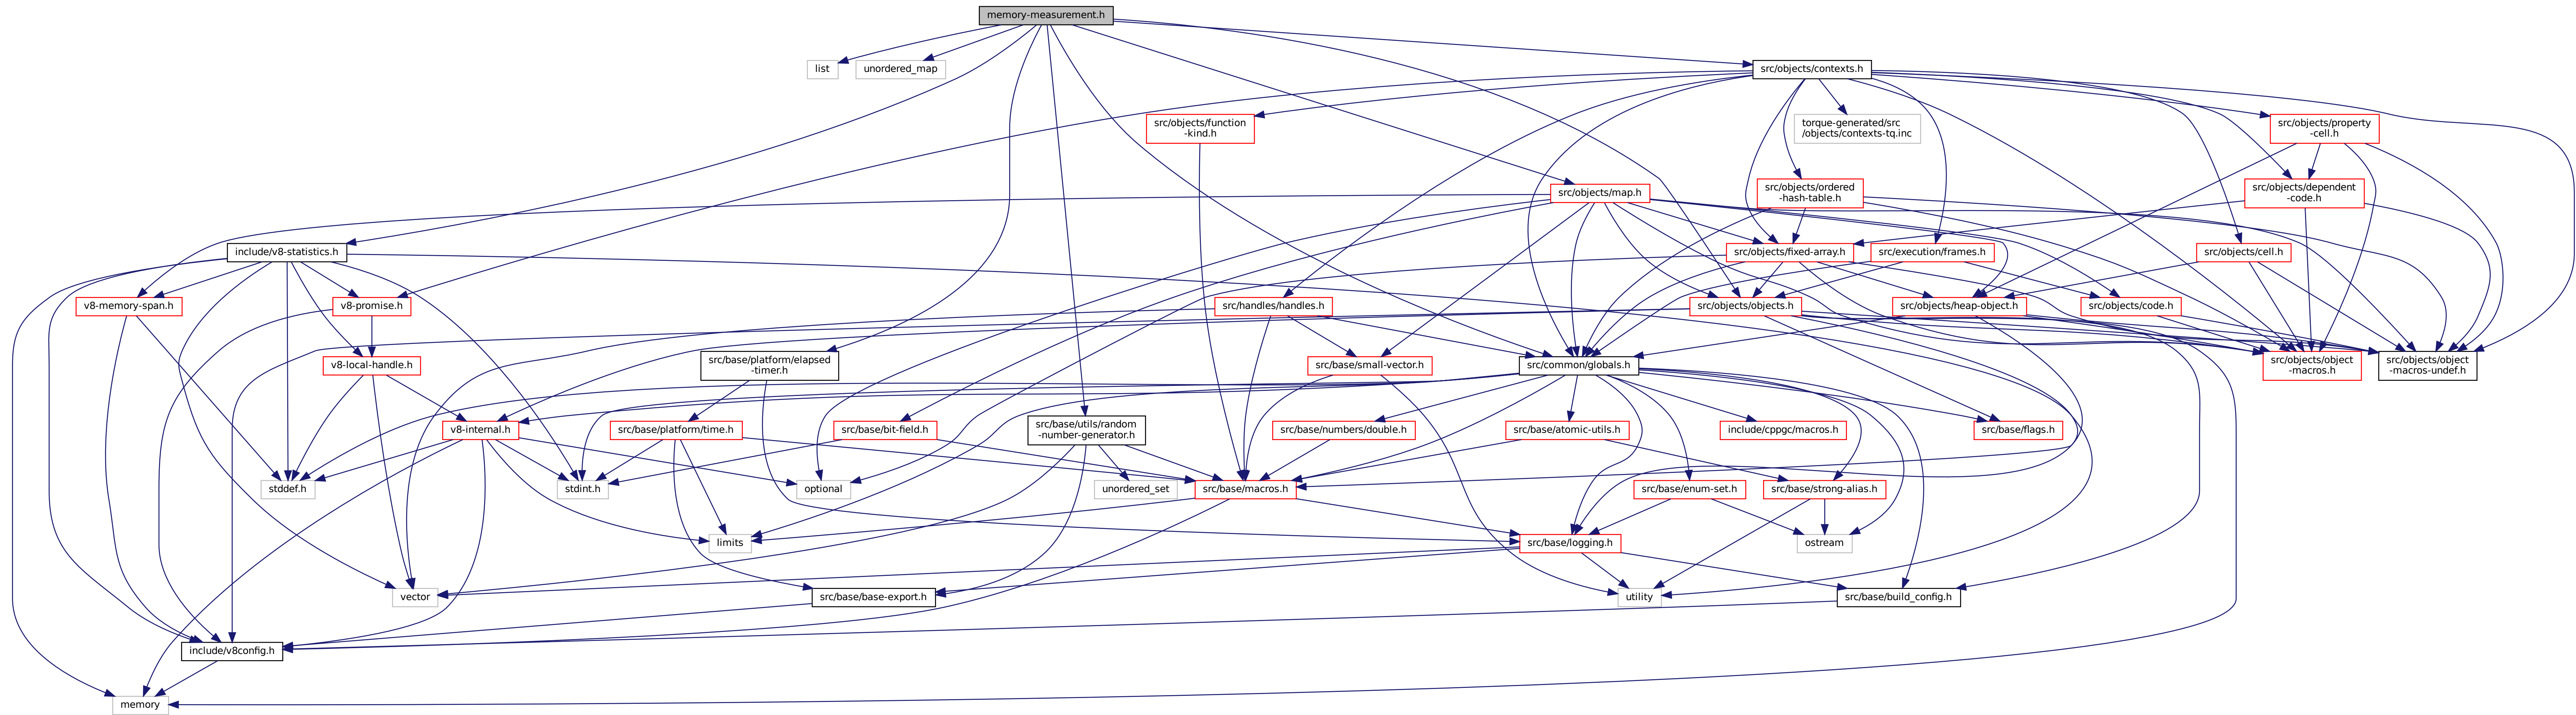 memory-measurement.h
list
unordered_map
src/objects/contexts.h
src/objects/function
-kind.h
torque-generated/src
/objects/contexts-tq.inc
src/objects/property
-cell.h
src/objects/map.h
src/objects/ordered
-hash-table.h
src/objects/dependent
-code.h
include/v8-statistics.h
src/objects/fixed-array.h
src/execution/frames.h
src/objects/cell.h
v8-memory-span.h
v8-promise.h
src/handles/handles.h
src/objects/objects.h
src/objects/heap-object.h
src/objects/code.h
v8-local-handle.h
src/base/platform/elapsed
-timer.h
src/base/small-vector.h
src/common/globals.h
src/objects/object
-macros.h
src/objects/object
-macros-undef.h
v8-internal.h
src/base/platform/time.h
src/base/bit-field.h
src/base/utils/random
-number-generator.h
src/base/numbers/double.h
src/base/atomic-utils.h
include/cppgc/macros.h
src/base/flags.h
stddef.h
stdint.h
optional
unordered_set
src/base/macros.h
src/base/enum-set.h
src/base/strong-alias.h
limits
src/base/logging.h
ostream
vector
src/base/base-export.h
utility
src/base/build_config.h
include/v8config.h
memory